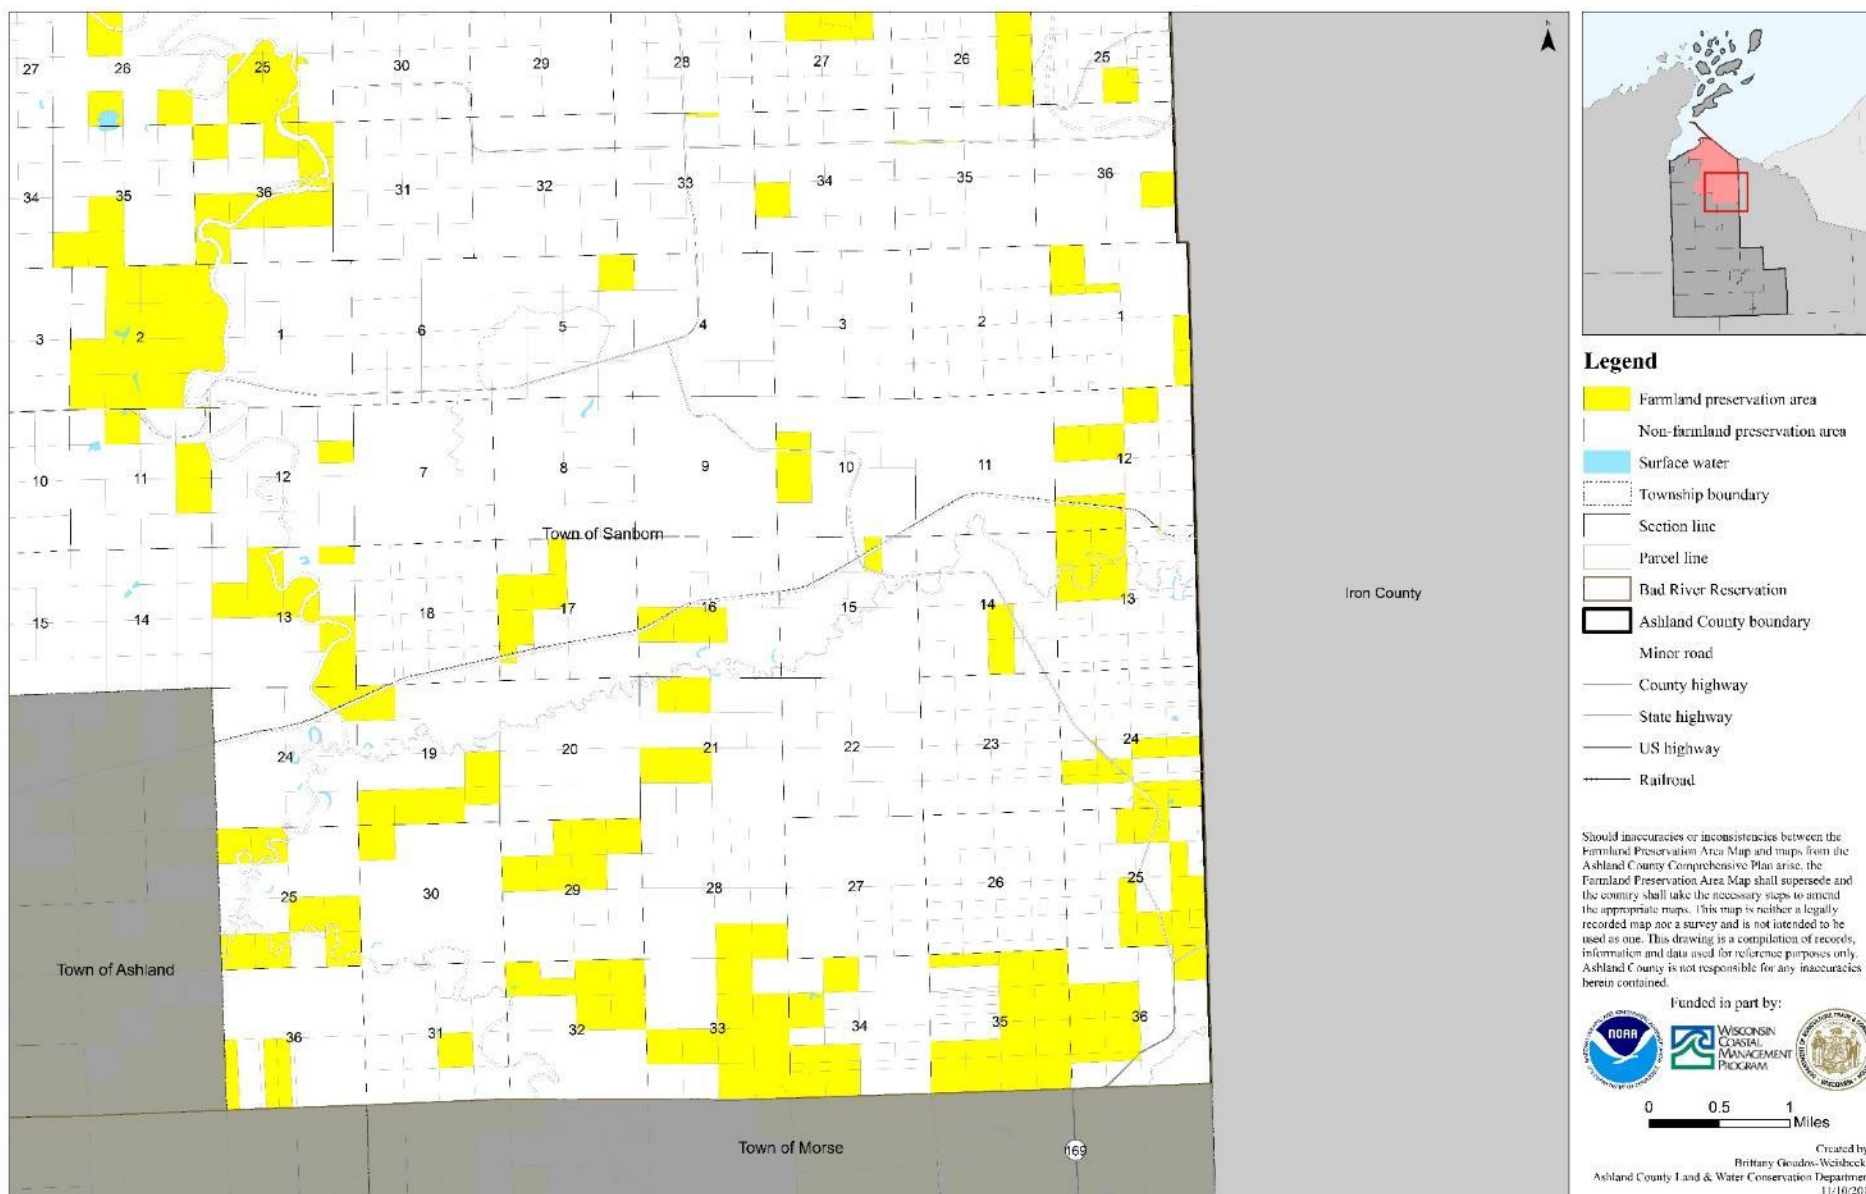 27 26 25 30 29 28 27 26 25
34 35 36 31 32 33 34 35 36
3 2 1 6 5 4 3 2 1
10 11 12 7 8 9 10 11 12
Town of Sanborn
15 14 13 18 17 16 15 14 13
Iron County
24 19 20 21 22 23 24
25 30 29 28 27 26 25
Town of Ashland
36 31 32 33 34 35 36
Town of Morse
169
Legend
Farmland preservation area
Non-farmland preservation area
Surface water
Township boundary
Section line
Parcel line
Bad River Reservation
Ashland County boundary
Minor road
County highway
State highway
US highway
Railroad
Should inaccuracies or inconsistencies between the
Farmland Preservation Area Map and maps from the
Ashland County Comprehensive Plan arise, the
Farmland Preservation Area Map shall supersede and
the country shall take the necessary steps to amend
the appropriate maps. This map is neither a legally
recorded map nor a survey and is not intended to be
used as one. This drawing is a compilation of records,
information and data used for reference purposes only.
Ashland County is not responsible for any inaccuracies
herein contained.
Funded in part by:
NOAA
WISCONSIN
COASTAL
MANAGEMENT
PROGRAM
0 0.5 1
Miles
Created by
Brittany
Ashland County Land & Water Conservation Departmen
11/10/201